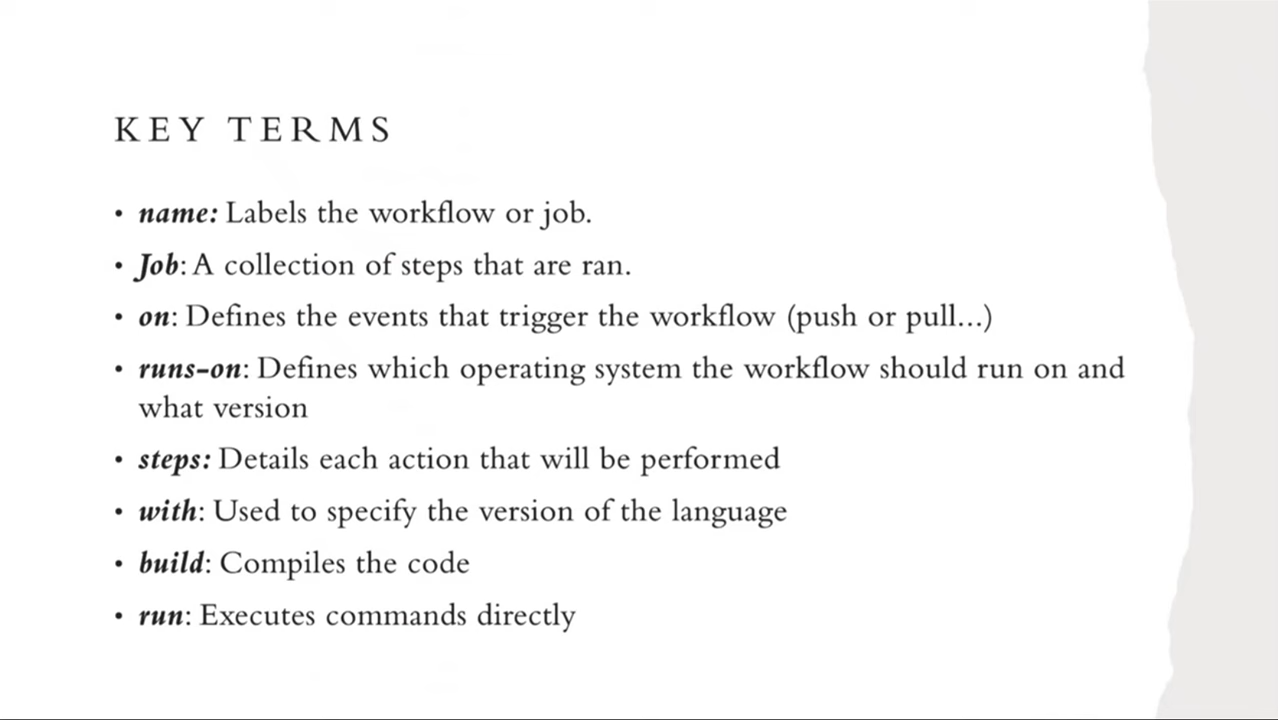 KEY TERMS
• name: Labels the workflow or job.
• Job: A collection of steps that are ran.
• on: Defines the events that trigger the workflow (push or pull...)
• runs-on: Defines which operating system the workflow should run on and
what version
• steps: Details each action that will be performed
• with: Used to specify the version of the language
• build: Compiles the code
• run: Executes commands directly